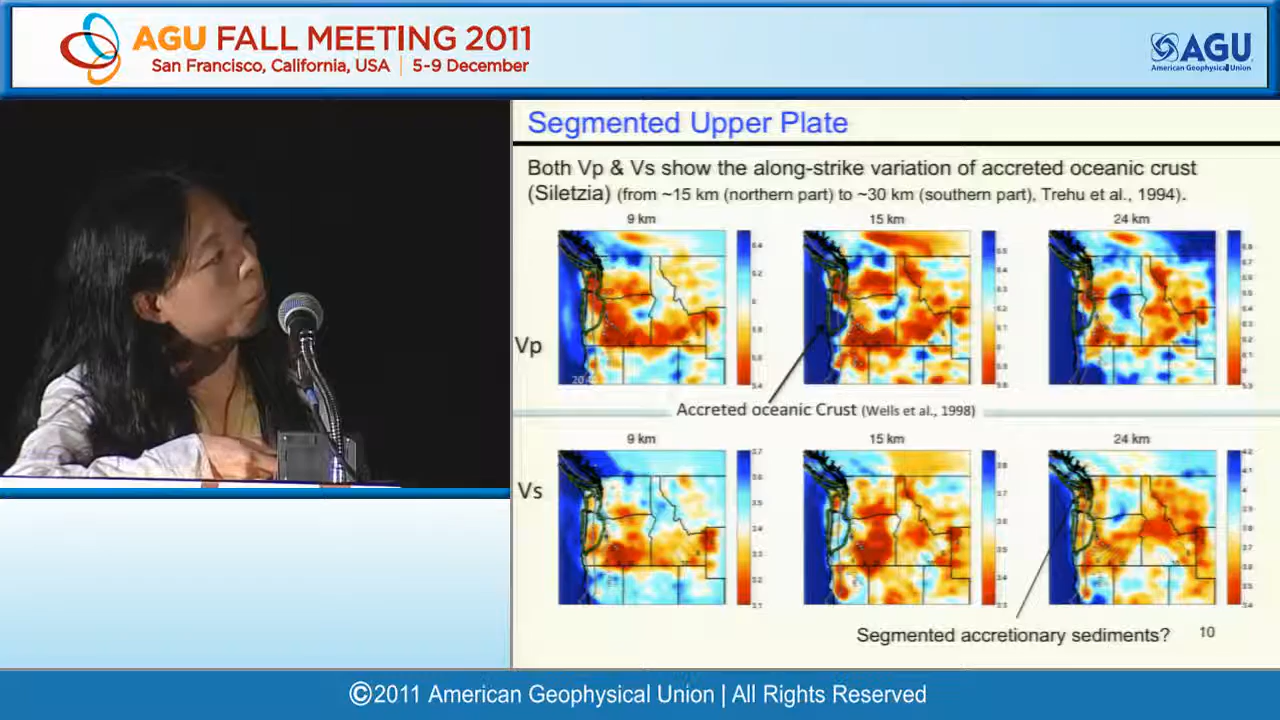 AGU FALL MEETING 2011
San Francisco, California, USA | 5-9 December
AGU
American Geophysical Union
Segmented Upper Plate
Both Vp & Vs show the along-strike variation of accreted oceanic crust
(Siletzia) (from ~15 km (northern part) to ~30 km (southern part), Trehu et al., 1994).
9 km
15 km
24 km
Vp
Accreted oceanic Crust (Wells et al., 1998)
9 km
15 km
24 km
Vs
Segmented accretionary sediments?
10
©2011 American Geophysical Union | All Rights Reserved